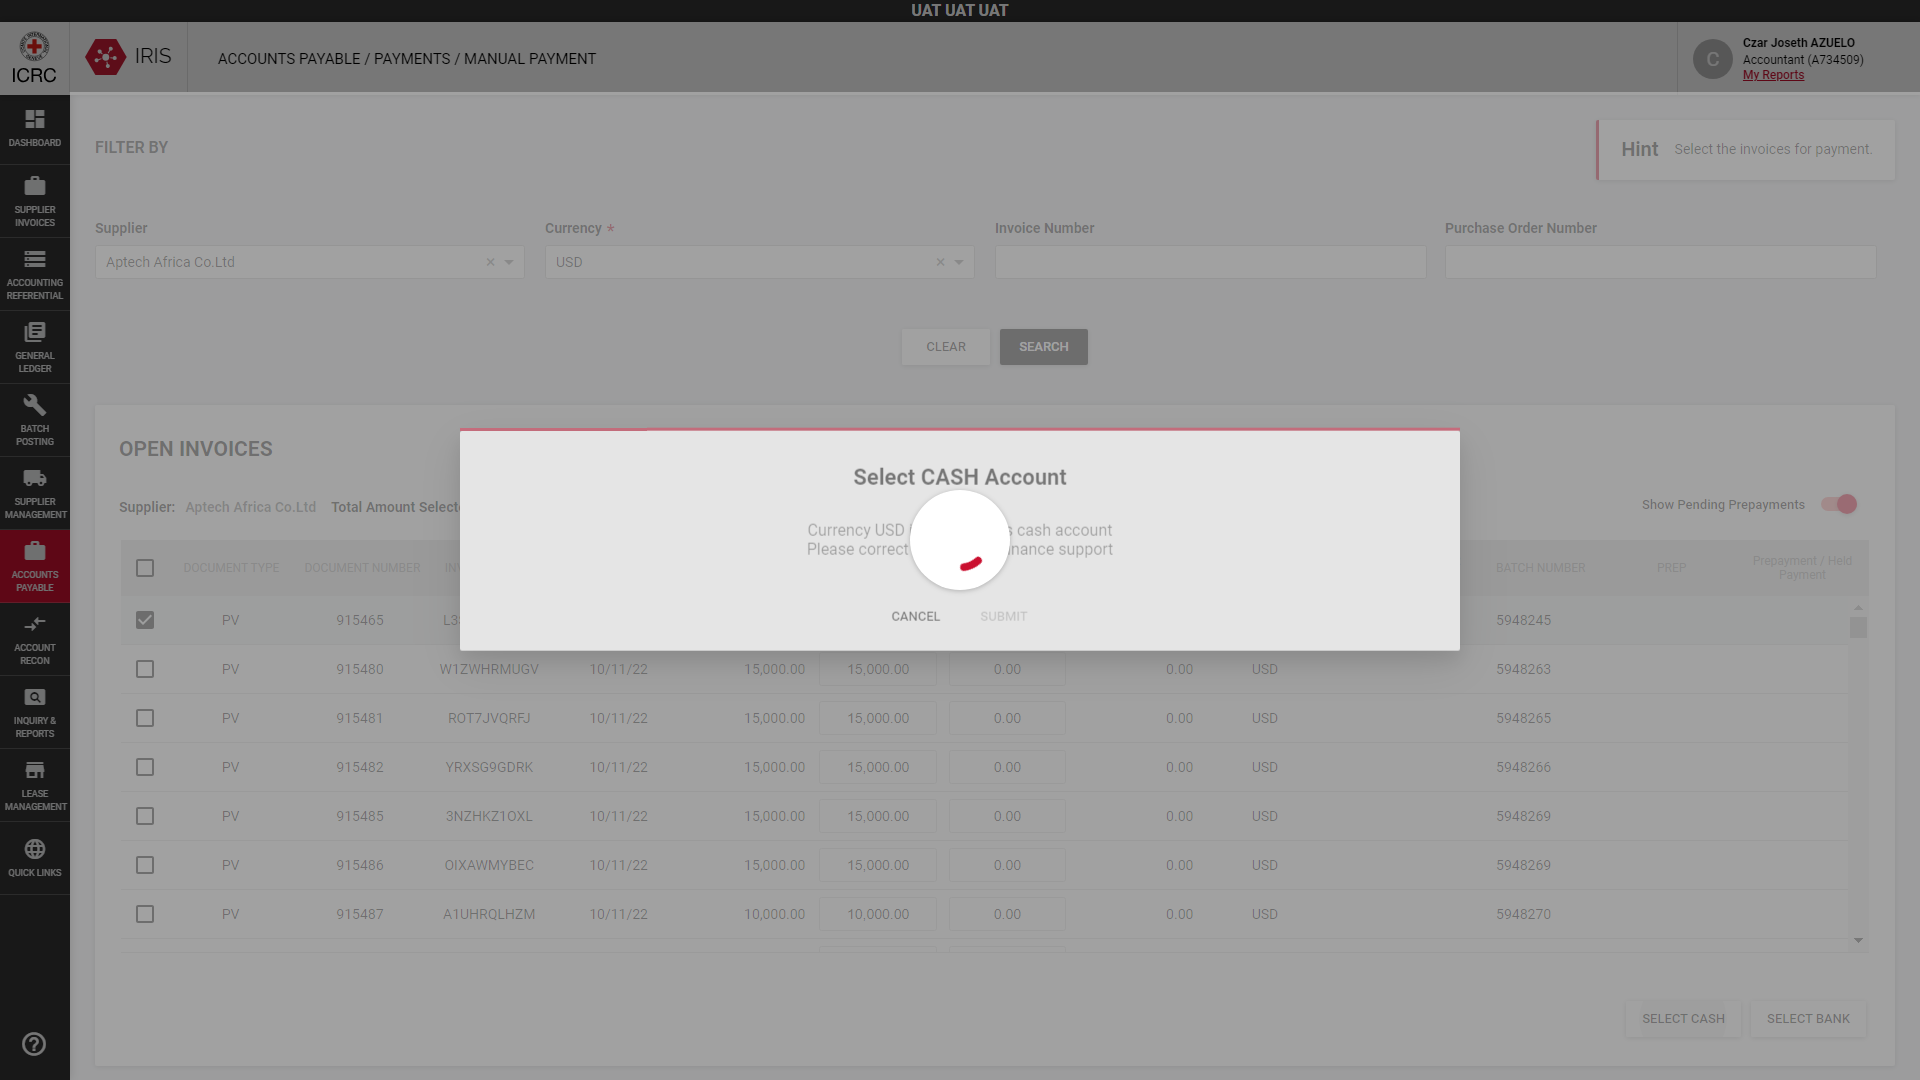 UAT UAT UAT
ICRC
IRIS
ACCOUNTS PAYABLE / PAYMENTS / MANUAL PAYMENT
C
Czar Joseth AZUELO
Accountant (A734509)
My Reports
DASHBOARD
SUPPLIER
INVOICES
ACCOUNTING
REFERENTIAL
GENERAL
LEDGER
BATCH
POSTING
SUPPLIER
MANAGEMENT
ACCOUNTS
PAYABLE
ACCOUNT
RECON
INQUIRY &
REPORTS
LEASE
MANAGEMENT
QUICK LINKS
FILTER BY
Hint Select the invoices for payment.
Supplier
Currency *
Invoice Number
Purchase Order Number
Aptech Africa Co.Ltd
USD
CLEAR
SEARCH
OPEN INVOICES
Supplier: Aptech Africa Co.Ltd Total Amount
Show Pending Prepayments
Select CASH Account
Currency USD cash account
Please correct
support
CANCEL
SUBMIT
DOCUMENT TYPE DOCUMENT NUMBER BATCH NUMBER PREP Prepayment / Held
Payment
PV 915465 5948245
PV 915480 W1ZWHRMUGV 10/11/22 15,000.00 15,000.00 0.00 0.00 USD 5948263
PV 915481 ROT7JVQRFJ 10/11/22 15,000.00 15,000.00 0.00 0.00 USD 5948265
PV 915482 YRXSG9GDRK 10/11/22 15,000.00 15,000.00 0.00 0.00 USD 5948266
PV 915485 3NZHKZ1OXL 10/11/22 15,000.00 15,000.00 0.00 0.00 USD 5948269
PV 915486 OIXAWMYBEC 10/11/22 15,000.00 15,000.00 0.00 0.00 USD 5948269
PV 915487 A1UHRQLHZM 10/11/22 10,000.00 10,000.00 0.00 0.00 USD 5948270
SELECT CASH
SELECT BANK